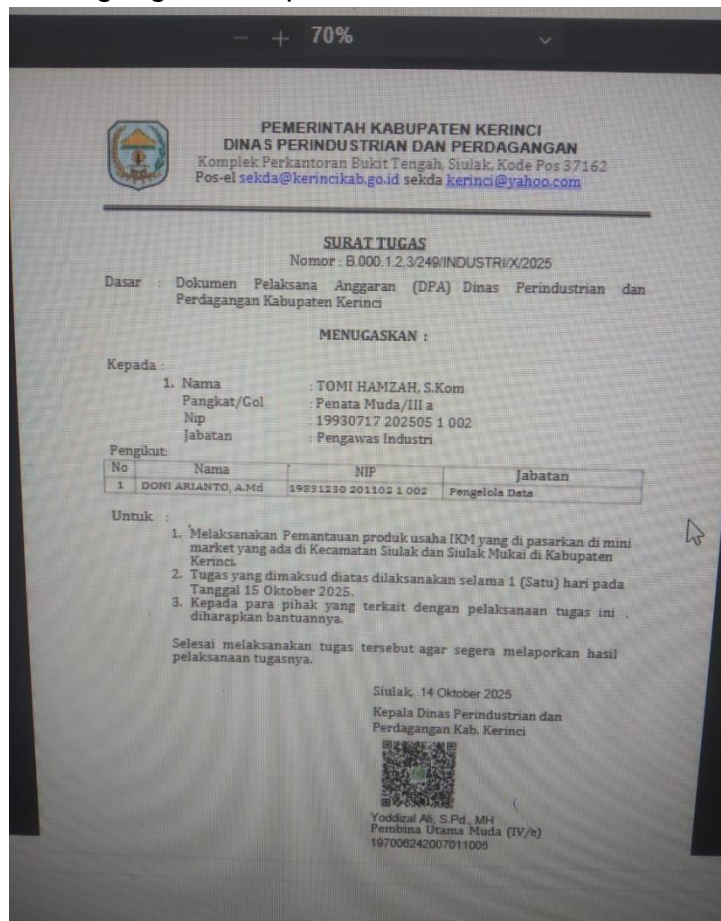 70%
PEMERINTAH KABUPATEN KERINCI
DINAS PERINDUSTRIAN DAN PERDAGANGAN
Komplek Perkantoran Bukit Tengah, Siulak, Kode Pos 37162
Pos-el sekda@kerincikab.go.id sekda kerinci@yahoo.com
SURAT TUGAS
Nomor : B.000.1.2.3/249/INDUSTRI/X/2025
Dasar : Dokumen Pelaksana Anggaran (DPA) Dinas Perindustrian dan
Perdagangan Kabupaten Kerinci
MENUGASKAN :
Kepada :
1. Nama : TOMI HAMZAH, S.Kom
Pangkat/Gol : Penata Muda/III a
Nip : 19930717 202505 1 002
Jabatan : Pengawas Industri
Pengikut:
No Nama NIP Jabatan
1 DONI ARIANTO, A.Md 19831230 201102 1 002 Pengelola Data
Untuk :
1. Melaksanakan Pemantauan produk usaha IKM yang di pasarkan di mini
market yang ada di Kecamatan Siulak dan Siulak Mukai di Kabupaten
Kerinci.
2. Tugas yang dimaksud diatas dilaksanakan selama 1 (Satu) hari pada
Tanggal 15 Oktober 2025.
3. Kepada para pihak yang terkait dengan pelaksanaan tugas ini .
diharapkan bantuannya.
Selesai melaksanakan tugas tersebut agar segera melaporkan hasil
pelaksanaan tugasnya.
Siulak, 14 Oktober 2025
Kepala Dinas Perindustrian dan
Perdagangan Kab. Kerinci
Yoddizal Ali, S.Pd., MH
Pembina Utama Muda
197006242007011005